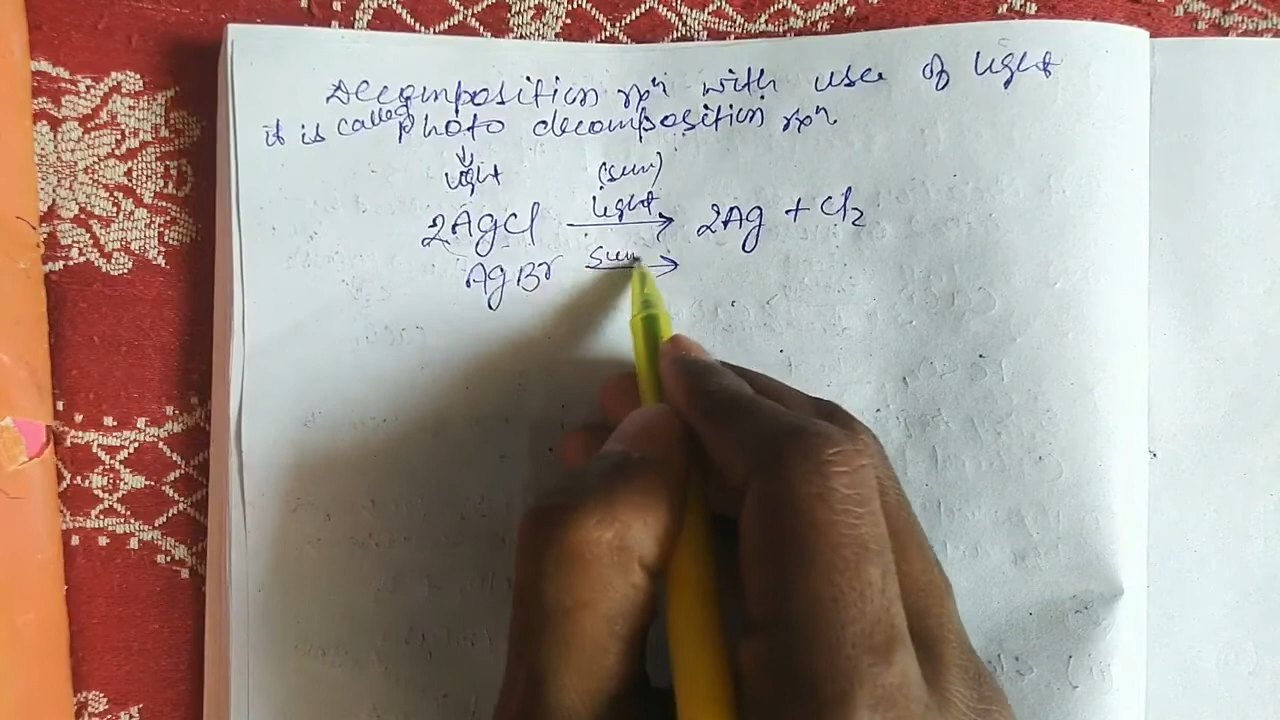 Decomposition rxn with use of light
it is called photo decomposition rxn
↓
light (sun)
2AgCl light → 2Ag + Cl2
AgBr sun →